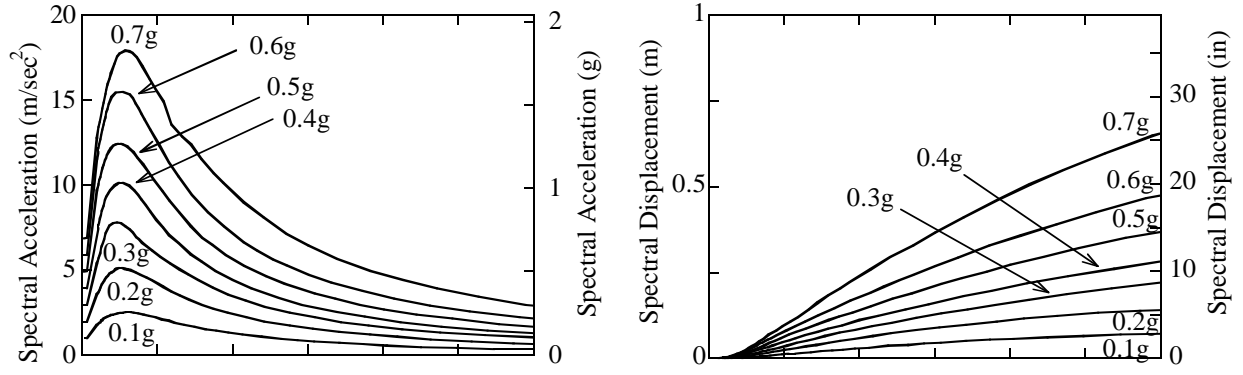 Spectral Acceleration (m/sec²)
20
15
10
5
0
0.7g
0.6g
0.5g
0.4g
0.3g
0.2g
0.1g
2
1
0
Spectral Acceleration (g)
Spectral Displacement (m)
1
0.5
0
0.7g
0.6g
0.5g
0.4g
0.3g
0.2g
0.1g
30
20
10
0
Spectral Displacement (in)